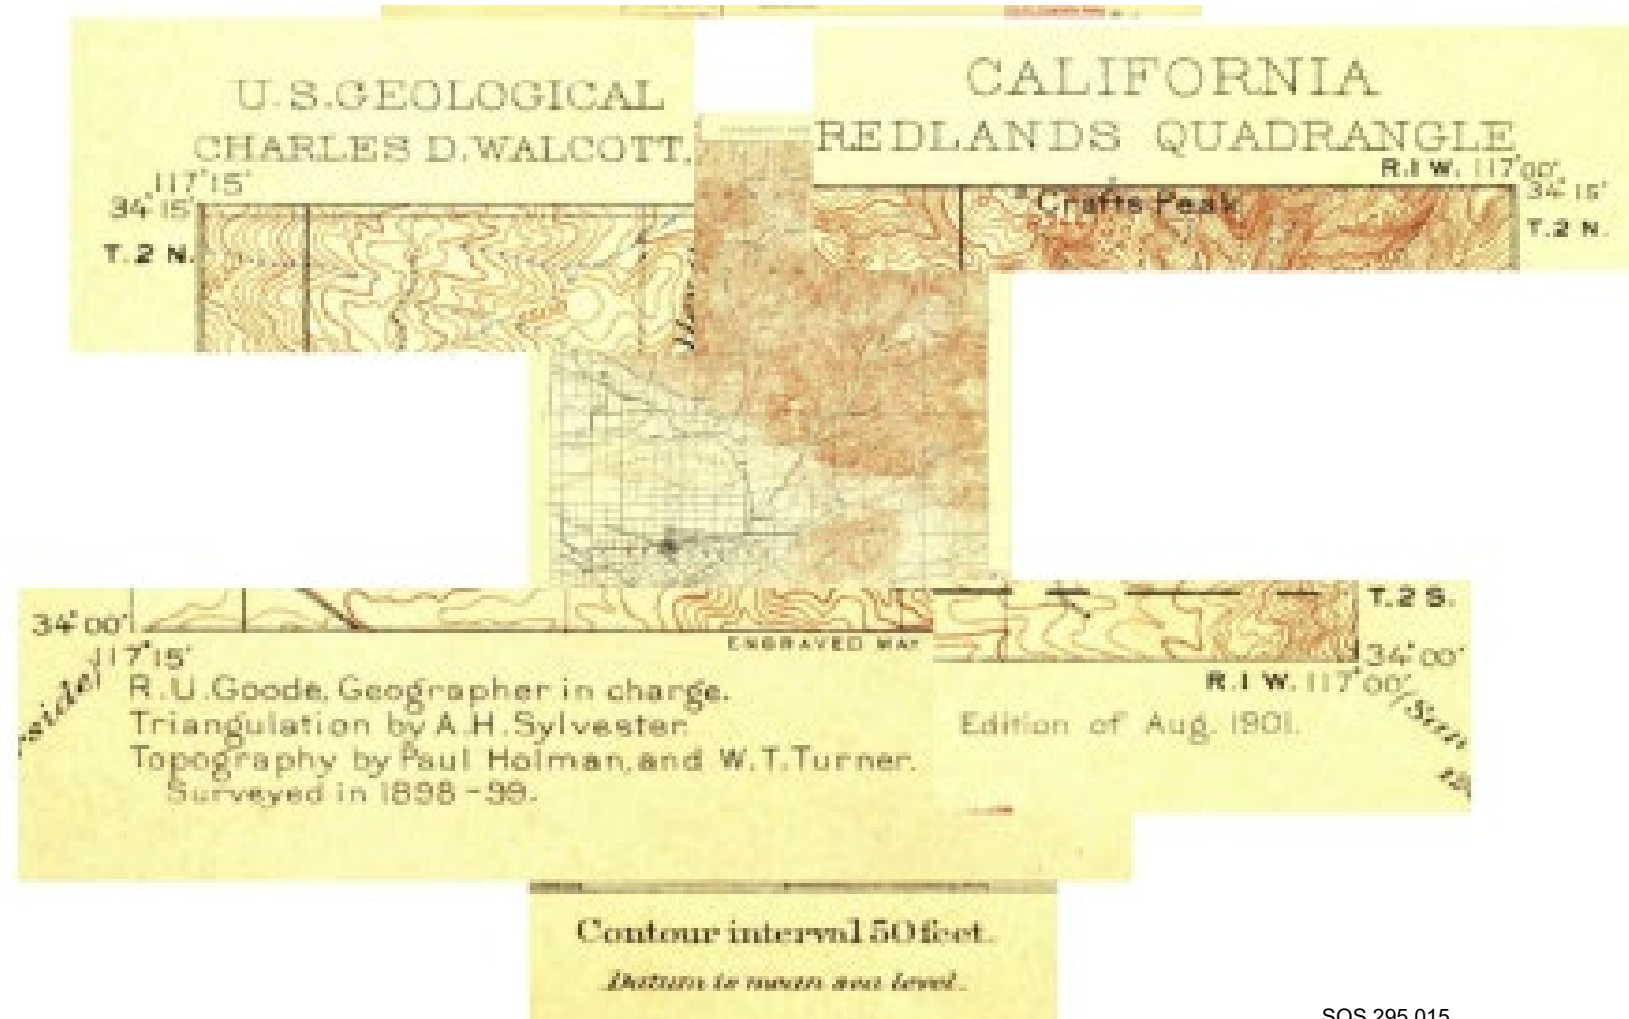 U.S.GEOLOGICAL
CHARLES D.WALCOTT,
117°15'
34°15'
T.2 N.
CALIFORNIA
REDLANDS QUADRANGLE
R.1 W. 117°00'
34°15'
Crafts Peak
T.2 N.
34°00'
117°15'
ENGRAVED MAY
R.U.Goode, Geographer in charge.
Triangulation by A.H.Sylvester.
Topography by Paul Holman, and W.T.Turner.
Surveyed in 1898-99.
T.2 S.
34°00'
R.1 W. 117°00'
Edition of Aug. 1901.
Contour interval 50 feet.
Datum is mean sea level.
SOS 295.015